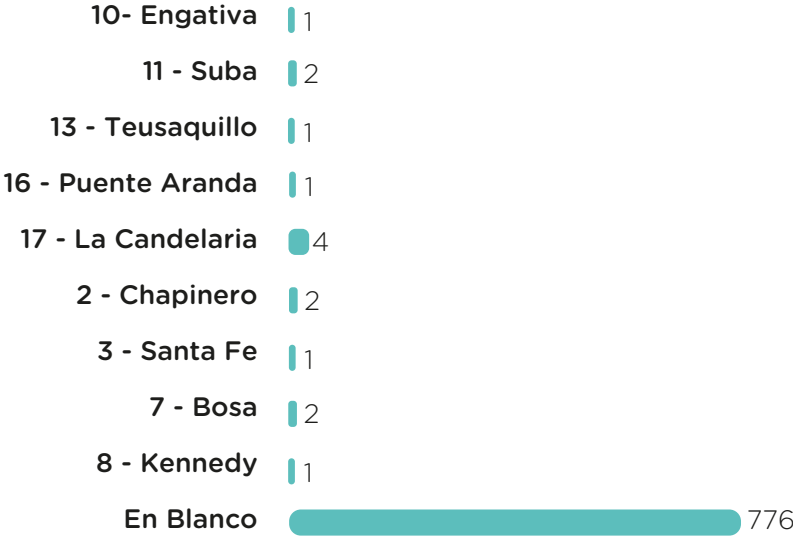 10- Engativa 1
11 - Suba 2
13 - Teusaquillo 1
16 - Puente Aranda 1
17 - La Candelaria 4
2 - Chapinero 2
3 - Santa Fe 1
7 - Bosa 2
8 - Kennedy 1
En Blanco 776